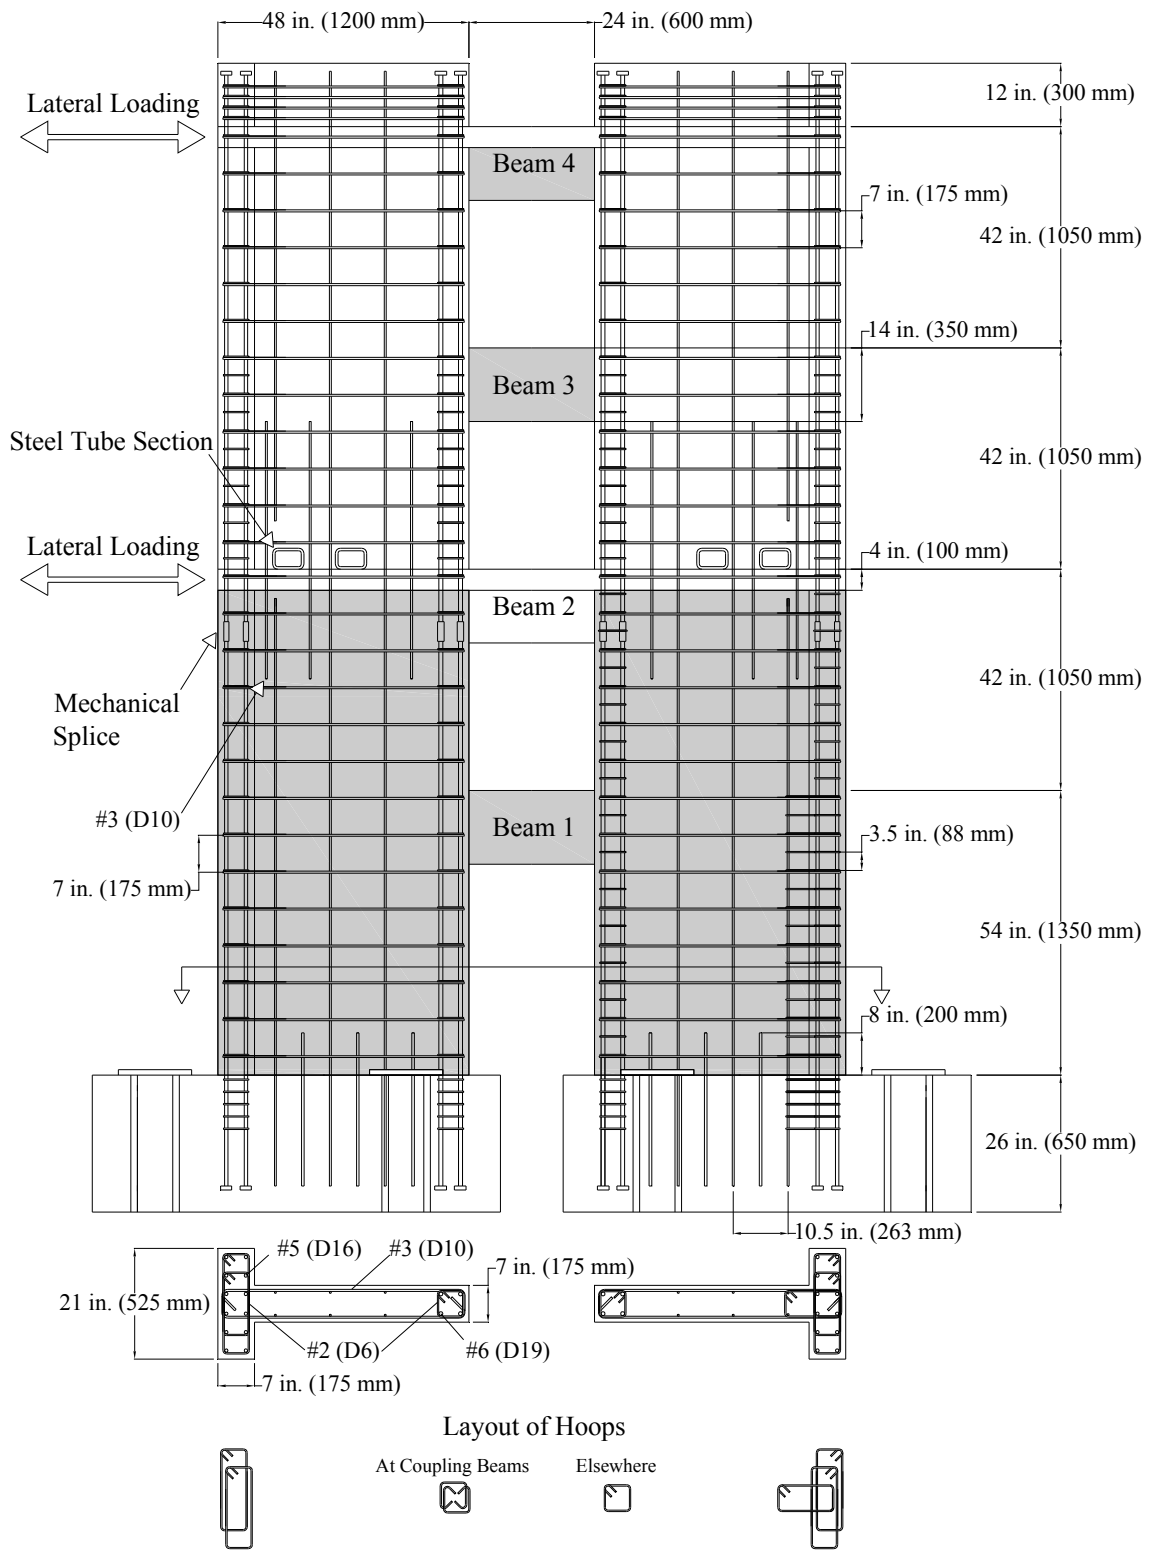 48 in. (1200 mm)
24 in. (600 mm)
Lateral Loading
12 in. (300 mm)
Beam 4
7 in. (175 mm)
42 in. (1050 mm)
14 in. (350 mm)
Beam 3
Steel Tube Section
42 in. (1050 mm)
Lateral Loading
4 in. (100 mm)
Beam 2
Mechanical
Splice
42 in. (1050 mm)
#3 (D10)
Beam 1
3.5 in. (88 mm)
7 in. (175 mm)
54 in. (1350 mm)
8 in. (200 mm)
26 in. (650 mm)
10.5 in. (263 mm)
#5 (D16)
#3 (D10)
7 in. (175 mm)
21 in. (525 mm)
#2 (D6)
#6 (D19)
7 in. (175 mm)
Layout of Hoops
At Coupling Beams
Elsewhere